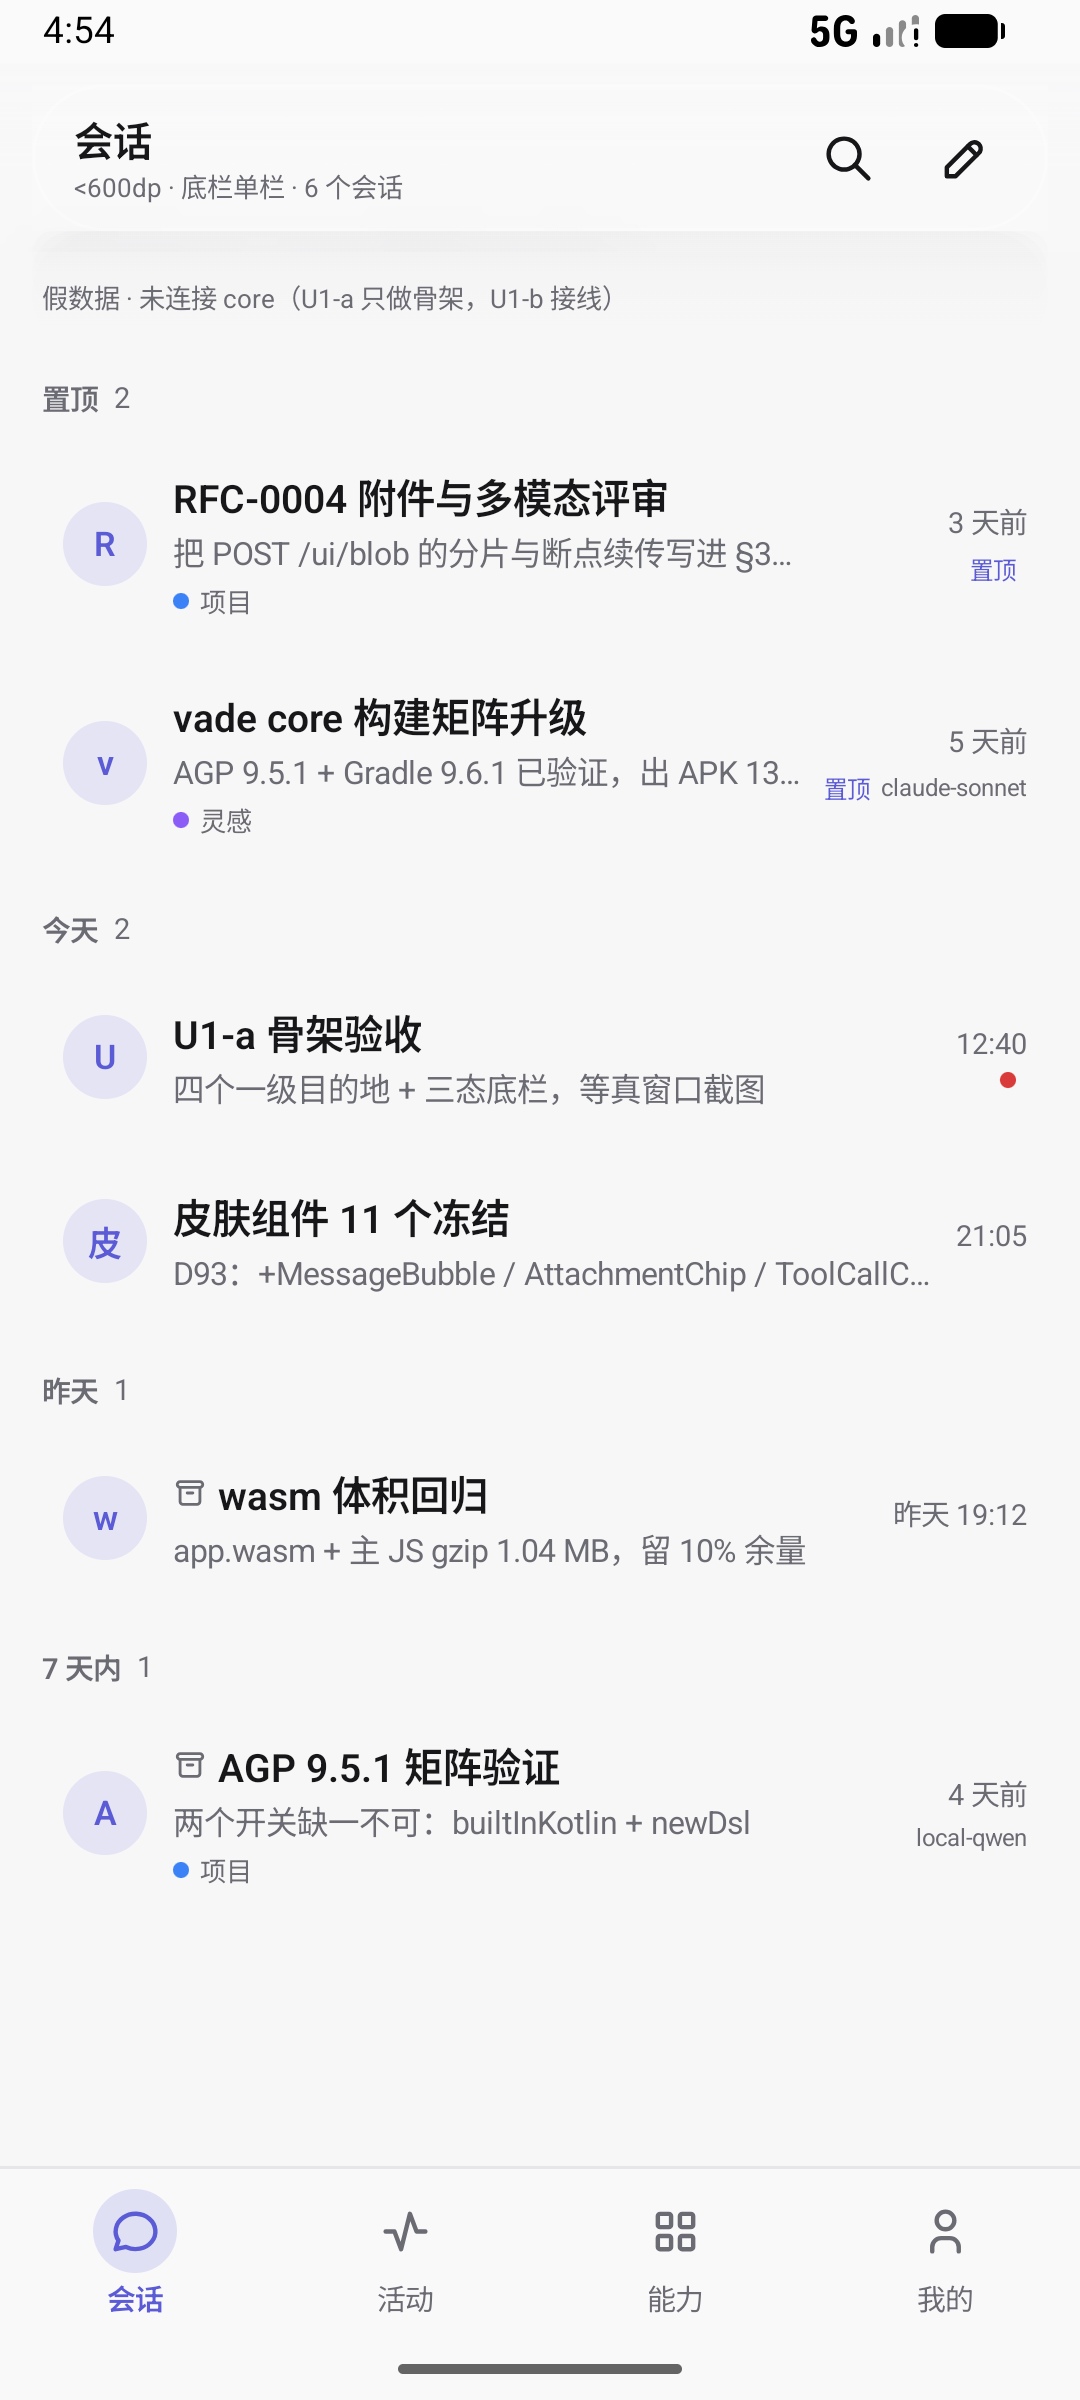 4:54
5G
会话
<600dp · 底栏单栏 · 6 个会话
假数据 · 未连接 core（U1-a 只做骨架，U1-b 接线）
置顶 2
R
RFC-0004 附件与多模态评审
把 POST /ui/blob 的分片与断点续传写进 §3…
项目
3 天前
置顶
v
vade core 构建矩阵升级
AGP 9.5.1 + Gradle 9.6.1 已验证，出 APK 13…
灵感
5 天前
置顶 claude-sonnet
今天 2
U
U1-a 骨架验收
四个一级目的地 + 三态底栏，等真窗口截图
12:40
皮
皮肤组件 11 个冻结
D93：+MessageBubble / AttachmentChip / ToolCallC…
21:05
昨天 1
w
wasm 体积回归
app.wasm + 主 JS gzip 1.04 MB，留 10% 余量
昨天 19:12
7 天内 1
A
AGP 9.5.1 矩阵验证
两个开关缺一不可：builtInKotlin + newDsl
项目
4 天前
local-qwen
会话
活动
能力
我的